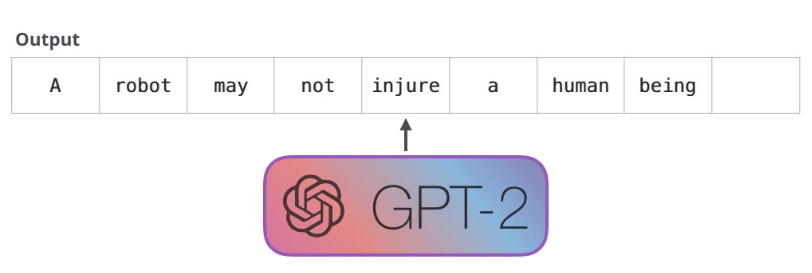 Output
A robot may not injure a human being
GPT-2